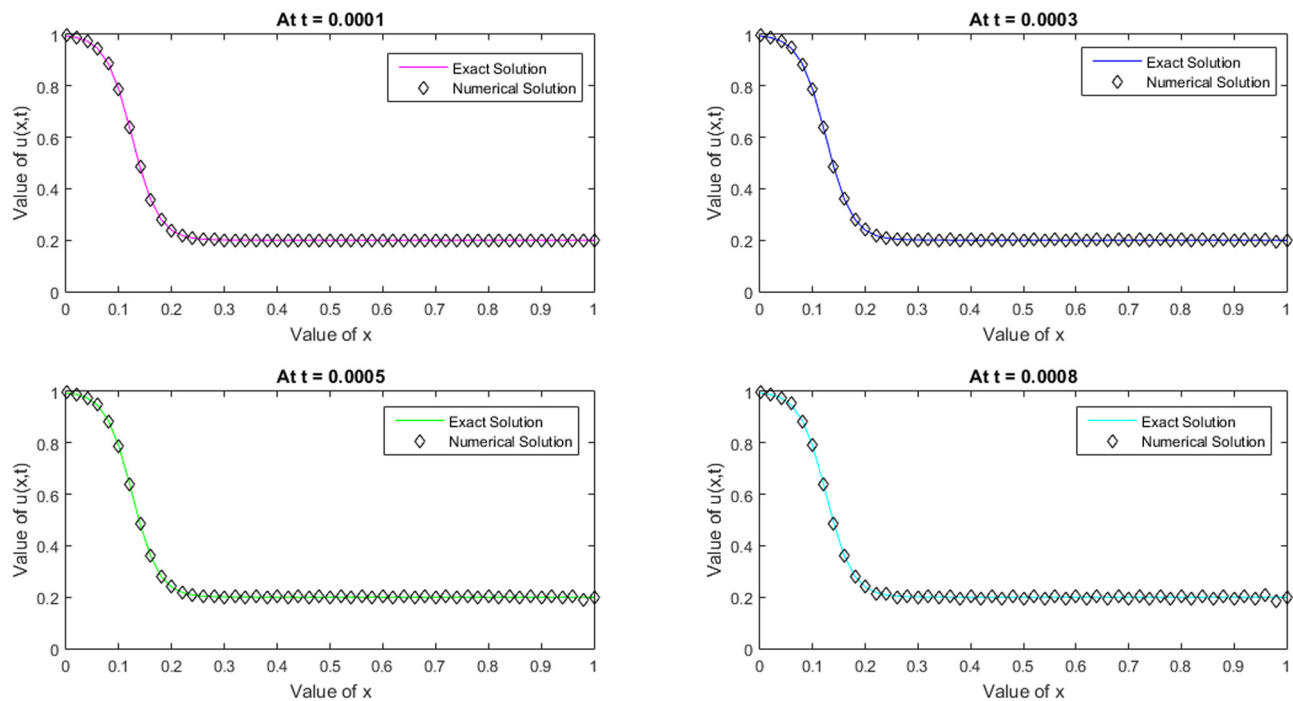 At t = 0.0001
1
0.8
0.6
0.4
0.2
0
Value of u(x,t)
Exact Solution
Numerical Solution
0 0.1 0.2 0.3 0.4 0.5 0.6 0.7 0.8 0.9 1
Value of x
At t = 0.0003
1
0.8
0.6
0.4
0.2
0
Value of u(x,t)
Exact Solution
Numerical Solution
0 0.1 0.2 0.3 0.4 0.5 0.6 0.7 0.8 0.9 1
Value of x
At t = 0.0005
1
0.8
0.6
0.4
0.2
0
Value of u(x,t)
Exact Solution
Numerical Solution
0 0.1 0.2 0.3 0.4 0.5 0.6 0.7 0.8 0.9 1
Value of x
At t = 0.0008
1
0.8
0.6
0.4
0.2
0
Value of u(x,t)
Exact Solution
Numerical Solution
0 0.1 0.2 0.3 0.4 0.5 0.6 0.7 0.8 0.9 1
Value of x